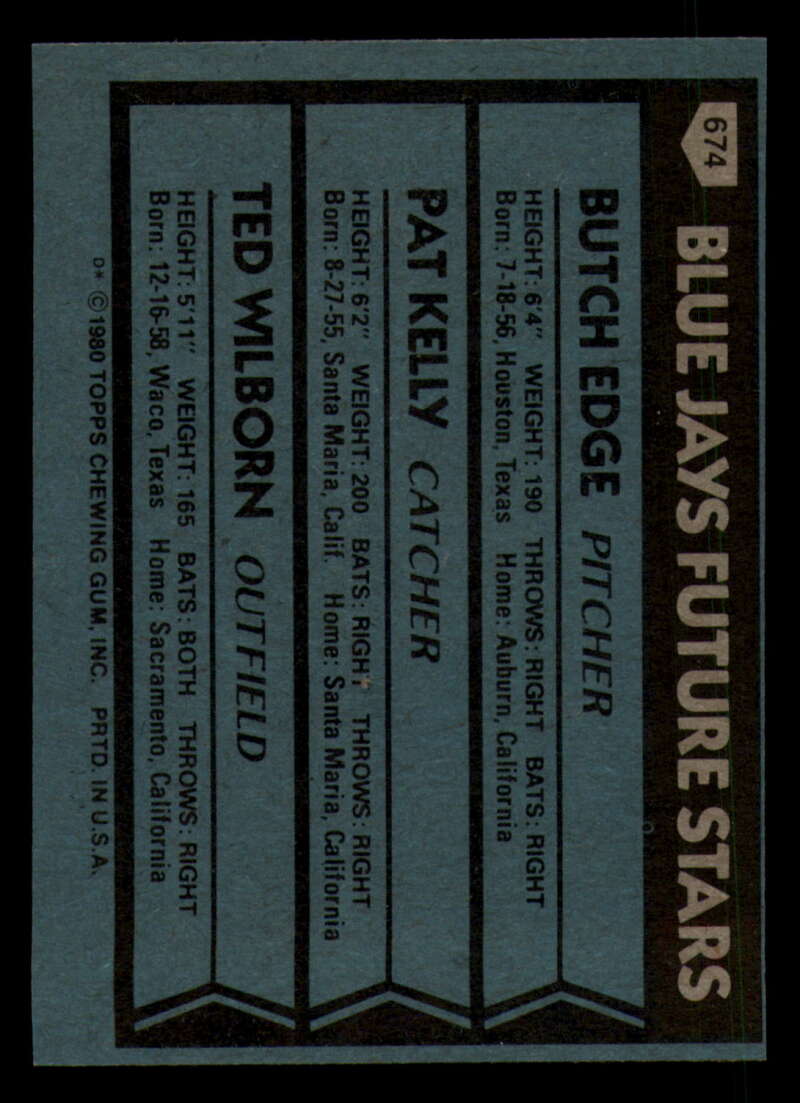 674
BLUE JAYS FUTURE STARS
BUTCH EDGE PITCHER
HEIGHT: 6'4" WEIGHT: 190 THROWS: RIGHT BATS: RIGHT
Born: 7-18-56, Houston, Texas Home: Auburn, California
PAT KELLY CATCHER
HEIGHT: 6'2" WEIGHT: 200 BATS: RIGHT THROWS: RIGHT
Born: 8-27-55, Santa Maria, Calif. Home: Santa Maria, California
TED WILBORN OUTFIELD
HEIGHT: 5'11" WEIGHT: 165 BATS: BOTH THROWS: RIGHT
Born: 12-16-58, Waco, Texas Home: Sacramento, California
D* © 1980 TOPPS CHEWING GUM, INC. PRTD. IN U.S.A.